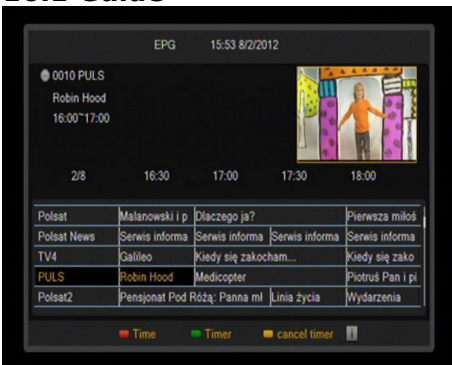 EPG 15:53 8/2/2012
0010 PULS
Robin Hood
16:00~17:00
2/8 16:30 17:00 17:30 18:00
Polsat Malanowski i p Dlaczego ja? Pierwsza miłoś
Polsat News Serwis informa Serwis informa Serwis informa Serwis informa
TV4 Galileo Kiedy się zakocham... Kiedy się zako
PULS Robin Hood Medicopter Piotruś Pan i pi
Polsat2 Pensjonat Pod Różą: Panna mł Linia życia Wydarzenia
Time Timer cancel timer i